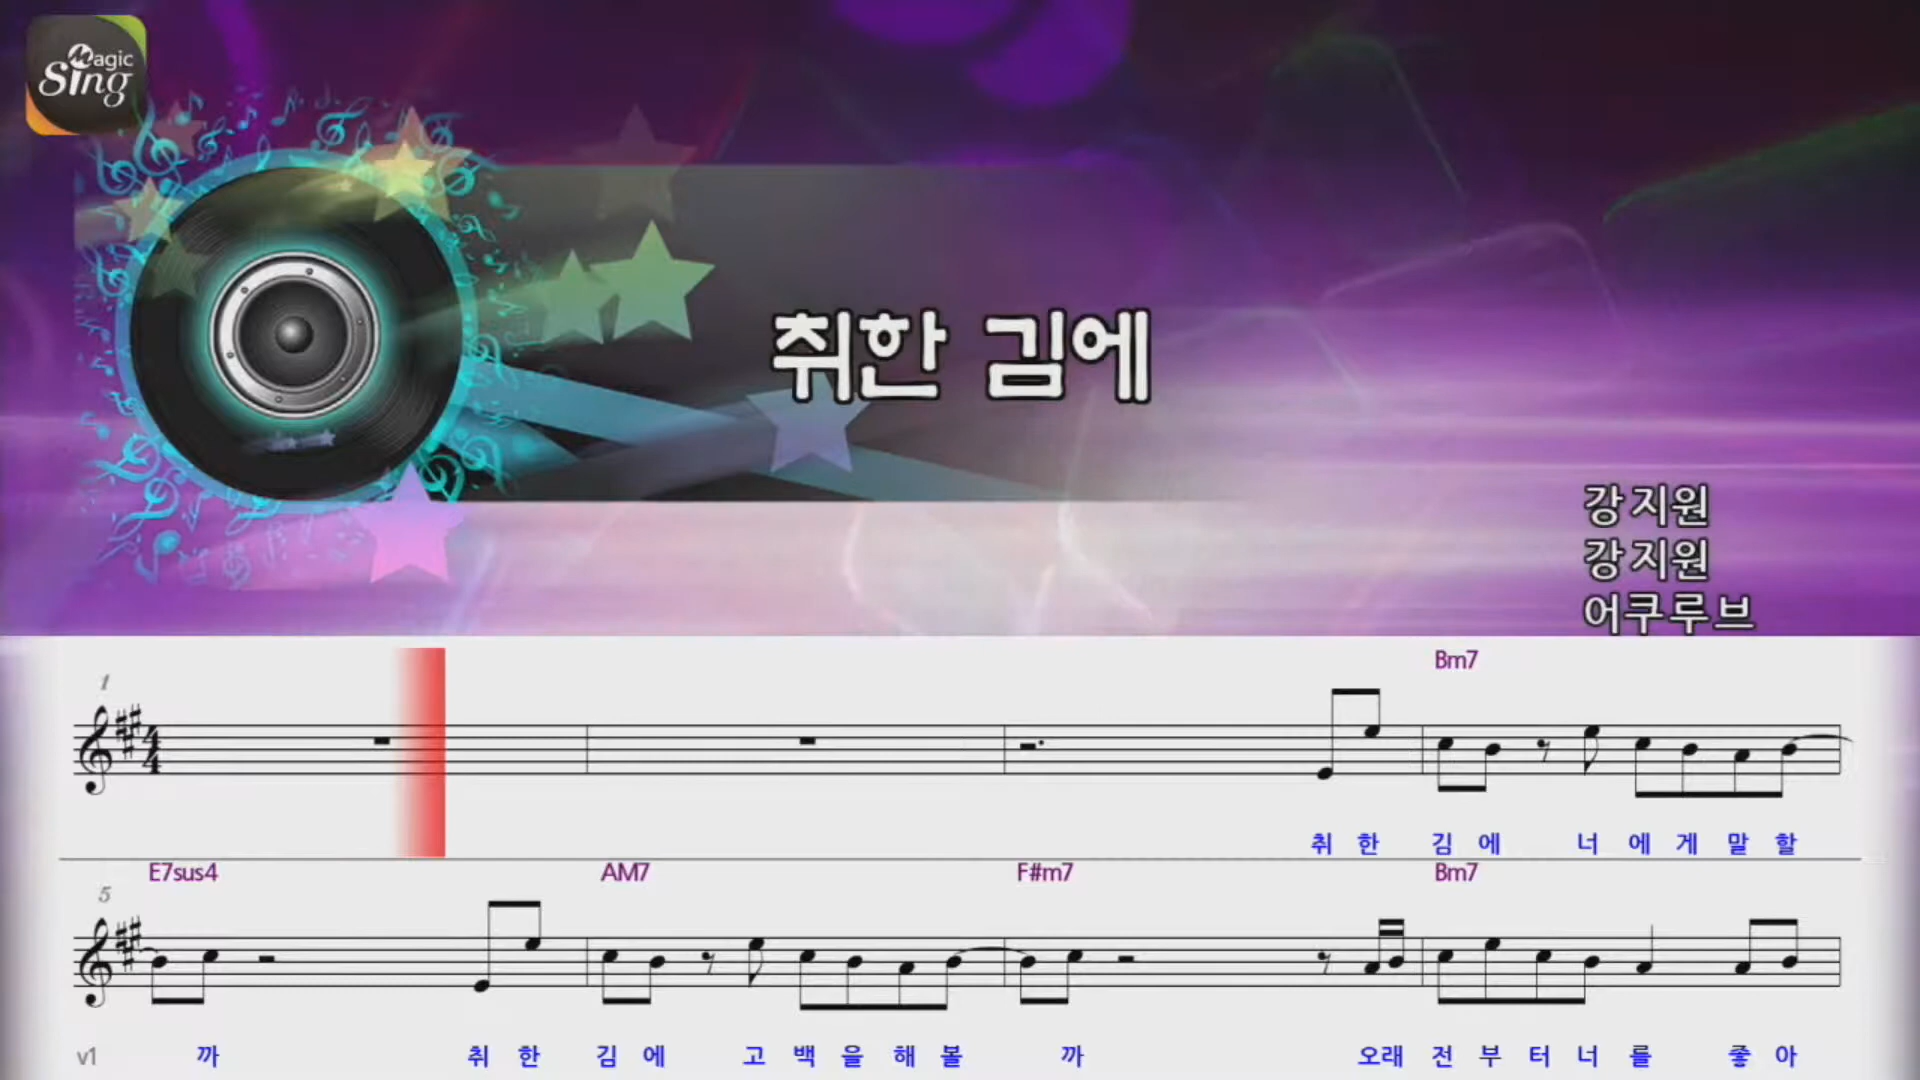 Magic
Sing
취한 김에
강지원
강지원
어쿠루브
1
Bm7
취 한 김 에 너 에 게 말 할
E7sus4 AM7 F#m7 Bm7
5
v1 까 취 한 김 에 고 백 을 해 볼 까 오래 전 부 터 너 를 좋 아